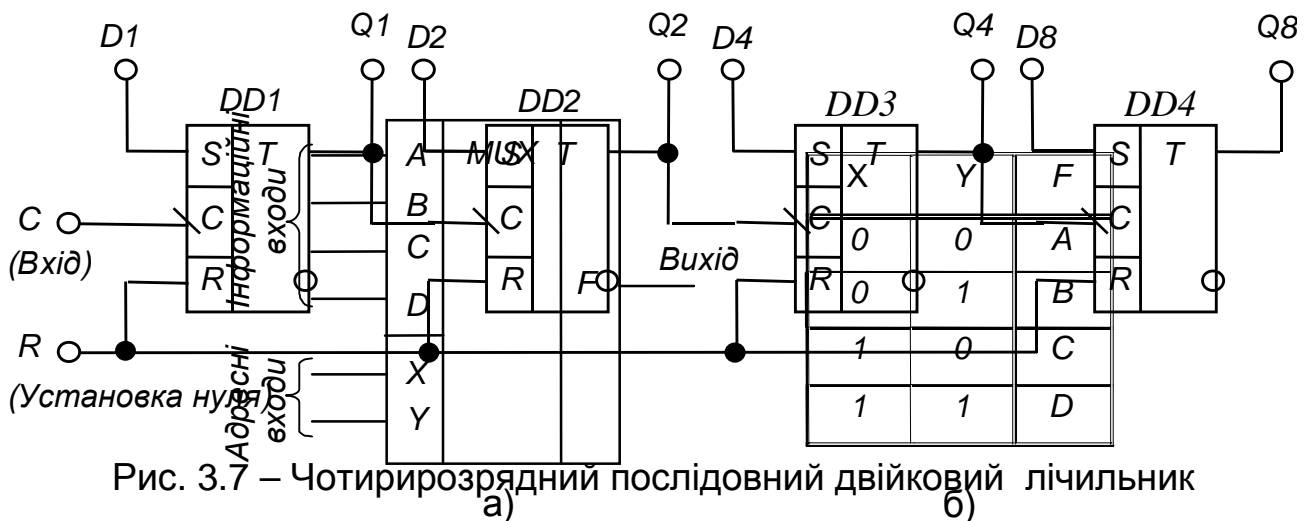 D1 Q1 D2 Q2 D4 Q4 D8 Q8
DD1 DD2 DD3 DD4
S T
C
R
S T
C
R
S T
C
R
S T
C
R
C
(Вхід)
R
(Установка нуля)
Інформаційні
входи
Адресні
входи
MUX
A
B
C
D
X
Y
F
Вихід
X Y F
0 0 A
0 1 B
1 0 C
1 1 D
Рис. 3.7 – Чотирирозрядний послідовний двійковий лічильник
а) б)